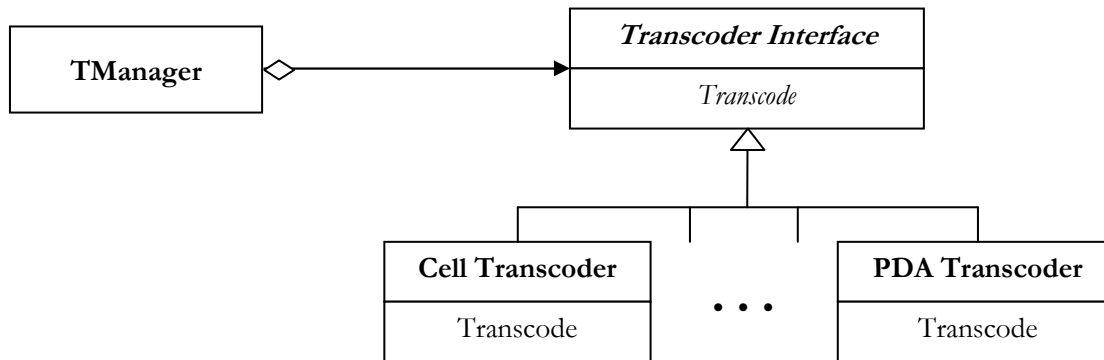 Transcoder Interface
TManager
Transcode
Cell Transcoder
PDA Transcoder
• • •
Transcode
Transcode